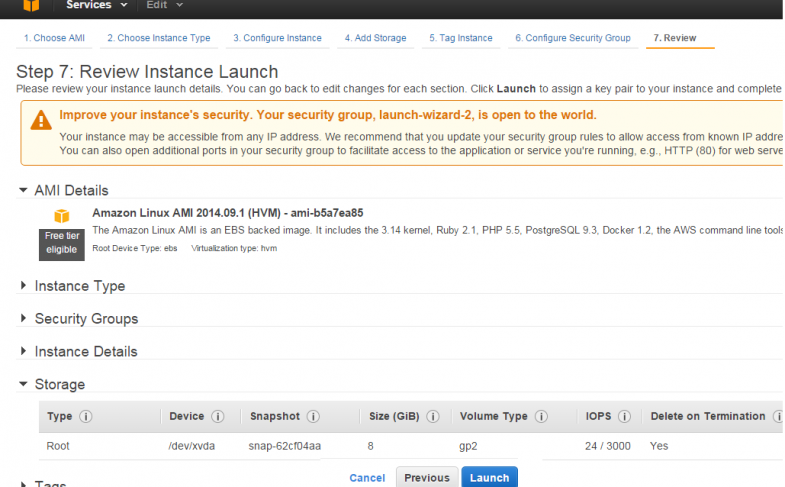 Services Edit
1. Choose AMI 2. Choose Instance Type 3. Configure Instance 4. Add Storage 5. Tag Instance 6. Configure Security Group 7. Review
Step 7: Review Instance Launch
Please review your instance launch details. You can go back to edit changes for each section. Click Launch to assign a key pair to your instance and complete
Improve your instance's security. Your security group, launch-wizard-2, is open to the world.
Your instance may be accessible from any IP address. We recommend that you update your security group rules to allow access from known IP addre
You can also open additional ports in your security group to facilitate access to the application or service you're running, e.g., HTTP (80) for web serve
AMI Details
Amazon Linux AMI 2014.09.1 (HVM) - ami-b5a7ea85
Free tier eligible
The Amazon Linux AMI is an EBS backed image. It includes the 3.14 kernel, Ruby 2.1, PHP 5.5, PostgreSQL 9.3, Docker 1.2, the AWS command line tools
Root Device Type: ebs Virtualization type: hvm
Instance Type
Security Groups
Instance Details
Storage
Type Device Snapshot Size (GiB) Volume Type IOPS Delete on Termination
Root /dev/xvda snap-62cf04aa 8 gp2 24 / 3000 Yes
Tags
Cancel Previous Launch